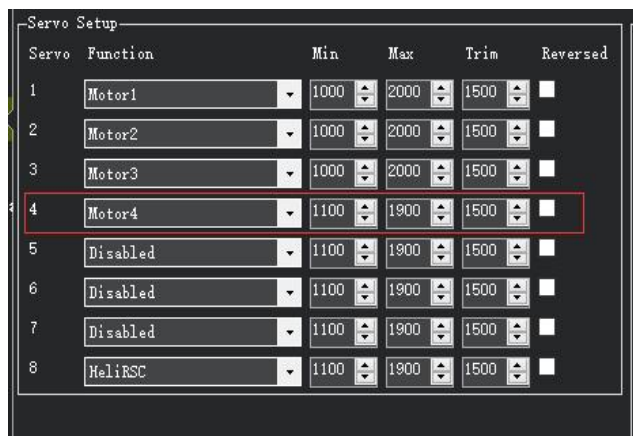 Servo Setup
Servo Function Min Max Trim Reversed
1 Motor1 1000 2000 1500
2 Motor2 1000 2000 1500
3 Motor3 1000 2000 1500
4 Motor4 1100 1900 1500
5 Disabled 1100 1900 1500
6 Disabled 1100 1900 1500
7 Disabled 1100 1900 1500
8 HeliRSC 1100 1900 1500